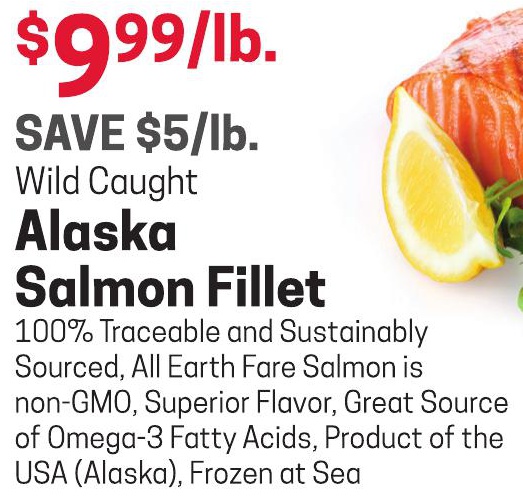 $9.99/lb.
SAVE $5/lb.
Wild Caught
Alaska
Salmon Fillet
100% Traceable and Sustainably
Sourced, All Earth Fare Salmon is
non-GMO, Superior Flavor, Great Source
of Omega-3 Fatty Acids, Product of the
USA (Alaska), Frozen at Sea